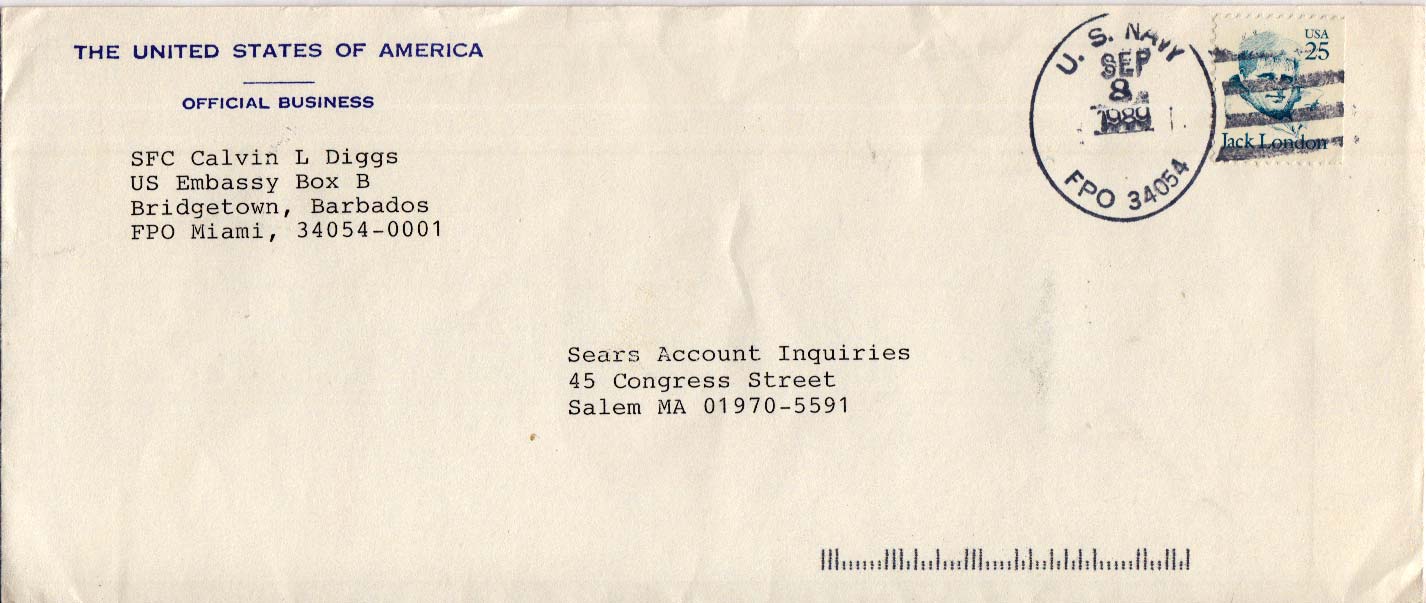 THE UNITED STATES OF AMERICA
OFFICIAL BUSINESS
SFC Calvin L Diggs
US Embassy Box B
Bridgetown, Barbados
FPO Miami, 34054-0001
U. S. NAVY
SEP
8
1989
FPO 34054
USA
25
Jack London
Sears Account Inquiries
45 Congress Street
Salem MA 01970-5591